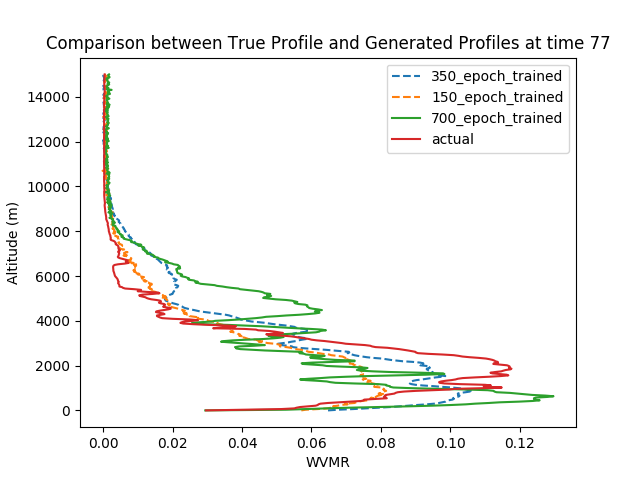 Comparison between True Profile and Generated Profiles at time 77
350_epoch_trained
150_epoch_trained
700_epoch_trained
actual
Altitude (m)
14000
12000
10000
8000
6000
4000
2000
0
0.00 0.02 0.04 0.06 0.08 0.10 0.12
WVMR